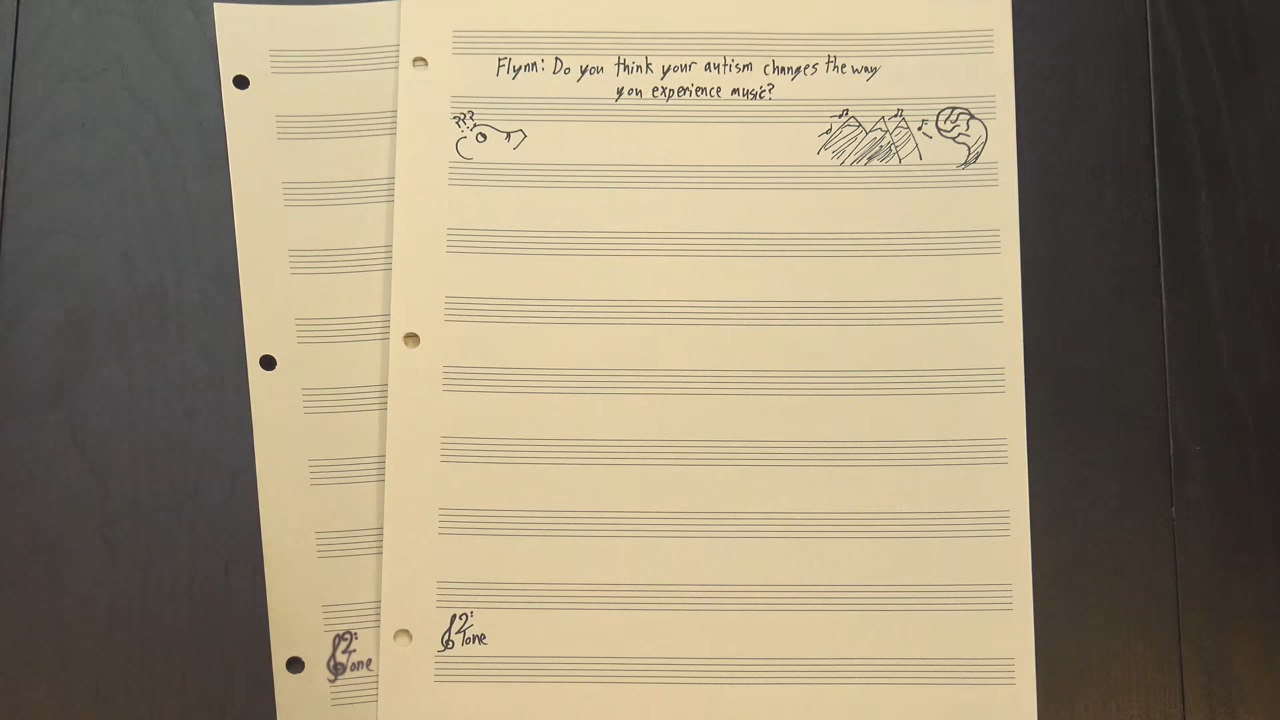 Flynn: Do you think your autism changes the way
you experience music?
???
Tone
Tone